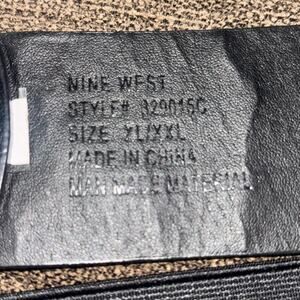 NINE WEST
STYLE# 329015C
SIZE XL/XXL
MADE IN CHINA
MAN MADE MATERIAL